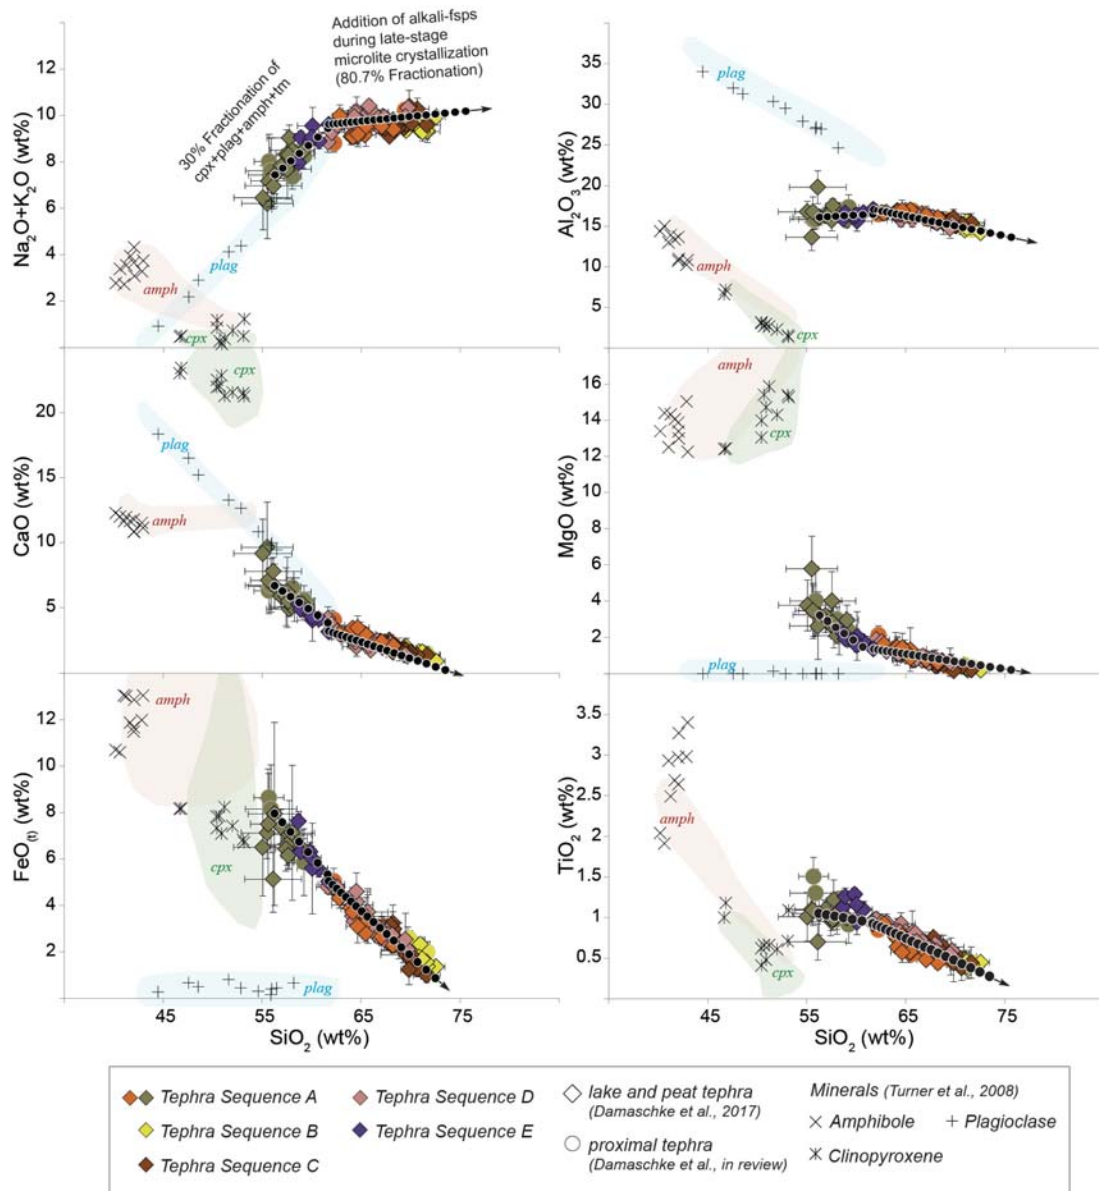 30% Fractionation of
cpx+plag+amph+tm
Addition of alkali-fsps
during late-stage
microlite crystallization
(80.7% Fractionation)
Na2O+K2O (wt%)
14
12
10
8
6
4
2
plag
amph
cpx
Al2O3 (wt%)
35
30
25
20
15
10
5
plag
amph
cpx
CaO (wt%)
20
15
10
5
cpx
plag
amph
MgO (wt%)
16
14
12
10
8
6
4
2
amph
cpx
plag
FeO(t) (wt%)
12
10
8
6
4
2
amph
cpx
plag
45 55 65 75
SiO2 (wt%)
TiO2 (wt%)
3.5
3
2.5
2
1.5
1
0.5
amph
cpx
45 55 65 75
SiO2 (wt%)
Tephra Sequence A
Tephra Sequence B
Tephra Sequence C
Tephra Sequence D
Tephra Sequence E
lake and peat tephra
(Damaschke et al., 2017)
proximal tephra
(Damaschke et al., in review)
Minerals (Turner et al., 2008)
Amphibole Plagioclase
Clinopyroxene